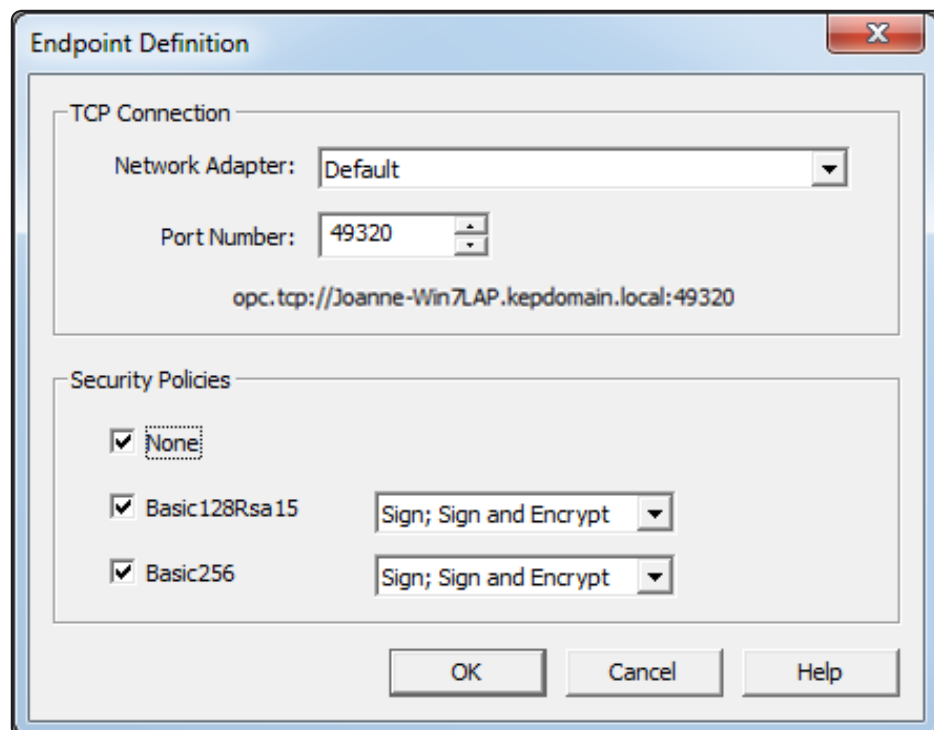 Endpoint Definition
TCP Connection
Network Adapter: Default
Port Number: 49320
opc.tcp://Joanne-Win7LAP.kepdomain.local:49320
Security Policies
None
Basic128Rsa15 Sign; Sign and Encrypt
Basic256 Sign; Sign and Encrypt
OK Cancel Help